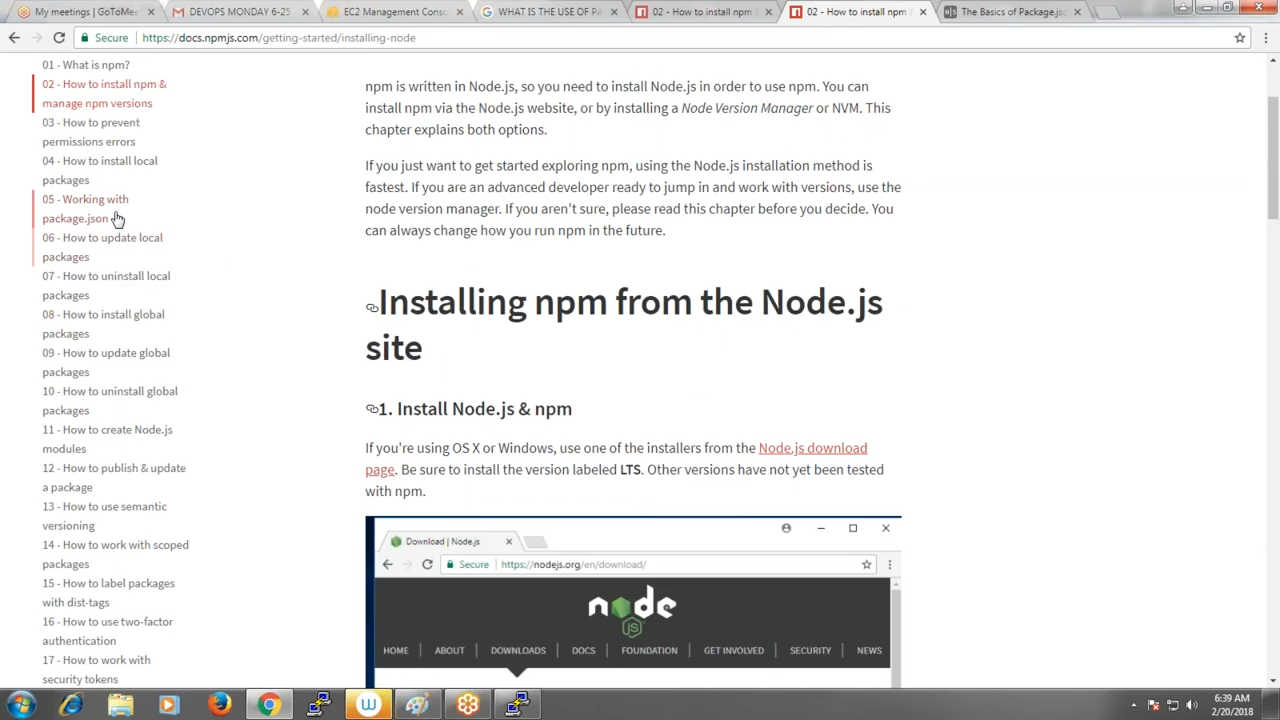 My meetings | GoToMee
DEVOPS MONDAY 6-25
EC2 Management Conso
WHAT IS THE USE OF PA
02 - How to install npm
02 - How to install npm &
The Basics of Package.js
Secure
https://docs.npmjs.com/getting-started/installing-node
01 - What is npm?
02 - How to install npm &
manage npm versions
03 - How to prevent
permissions errors
04 - How to install local
packages
05 - Working with
package.json
06 - How to update local
packages
07 - How to uninstall local
packages
08 - How to install global
packages
09 - How to update global
packages
10 - How to uninstall global
packages
11 - How to create Node.js
modules
12 - How to publish & update
a package
13 - How to use semantic
versioning
14 - How to work with scoped
packages
15 - How to label packages
with dist-tags
16 - How to use two-factor
authentication
17 - How to work with
security tokens
npm is written in Node.js, so you need to install Node.js in order to use npm. You can
install npm via the Node.js website, or by installing a Node Version Manager or NVM. This
chapter explains both options.
If you just want to get started exploring npm, using the Node.js installation method is
fastest. If you are an advanced developer ready to jump in and work with versions, use the
node version manager. If you aren't sure, please read this chapter before you decide. You
can always change how you run npm in the future.
Installing npm from the Node.js
site
1. Install Node.js & npm
If you're using OS X or Windows, use one of the installers from the Node.js download
page. Be sure to install the version labeled LTS. Other versions have not yet been tested
with npm.
Download | Node.js
Secure
https://nodejs.org/en/download/
node
JS
HOME
ABOUT
DOWNLOADS
DOCS
FOUNDATION
GET INVOLVED
SECURITY
NEWS
6:39 AM
2/20/2018